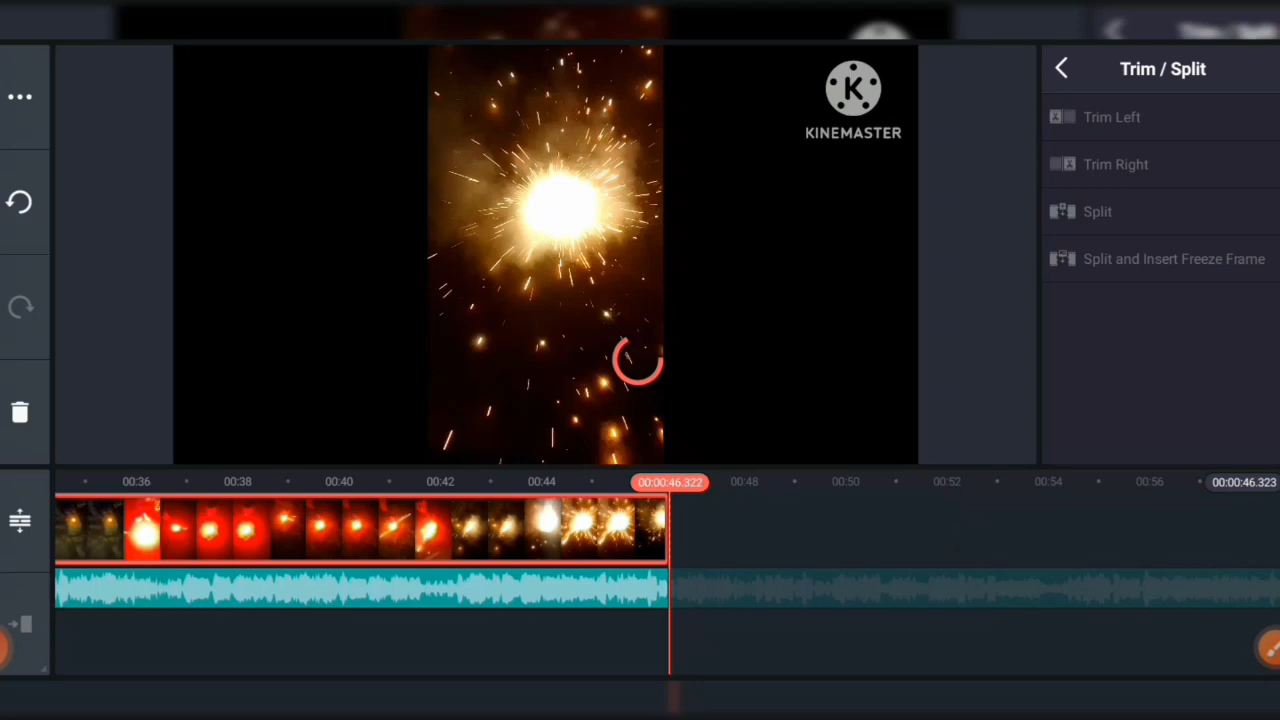 Trim / Split
K
KINEMASTER
Trim Left
Trim Right
Split
Split and Insert Freeze Frame
00:36
00:38
00:40
00:42
00:44
00:00:46.322
00:48
00:50
00:52
00:54
00:56
00:00:46.323